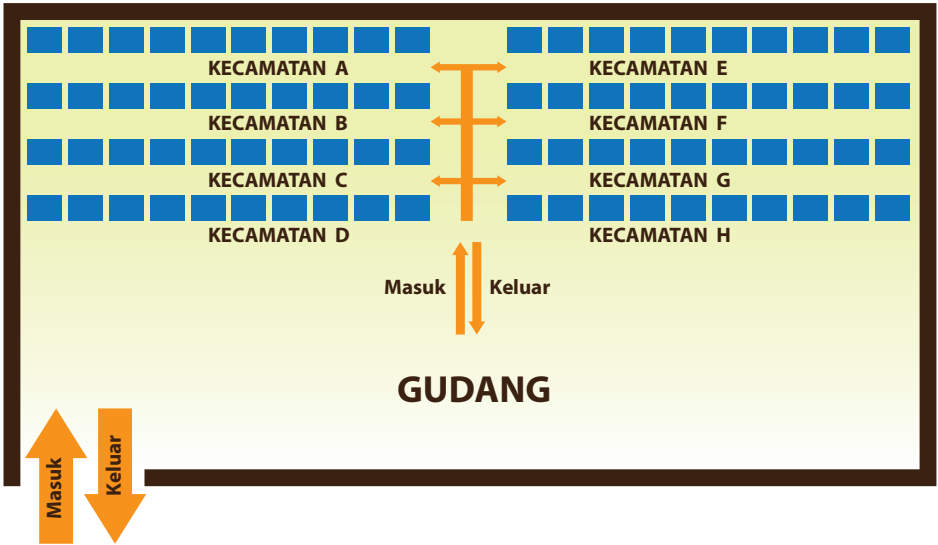 KECAMATAN A
KECAMATAN E
KECAMATAN B
KECAMATAN F
KECAMATAN C
KECAMATAN G
KECAMATAN D
KECAMATAN H
Masuk
Keluar
GUDANG
Masuk
Keluar